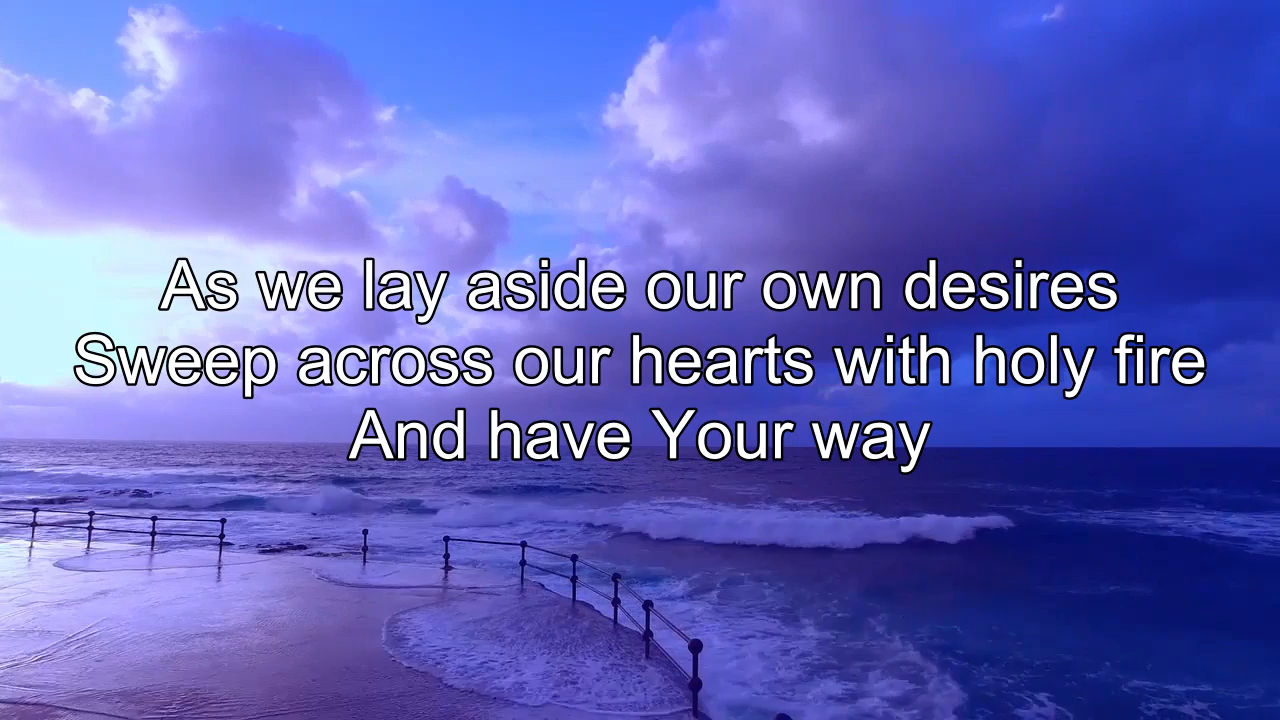 As we lay aside our own desires
Sweep across our hearts with holy fire
And have Your way